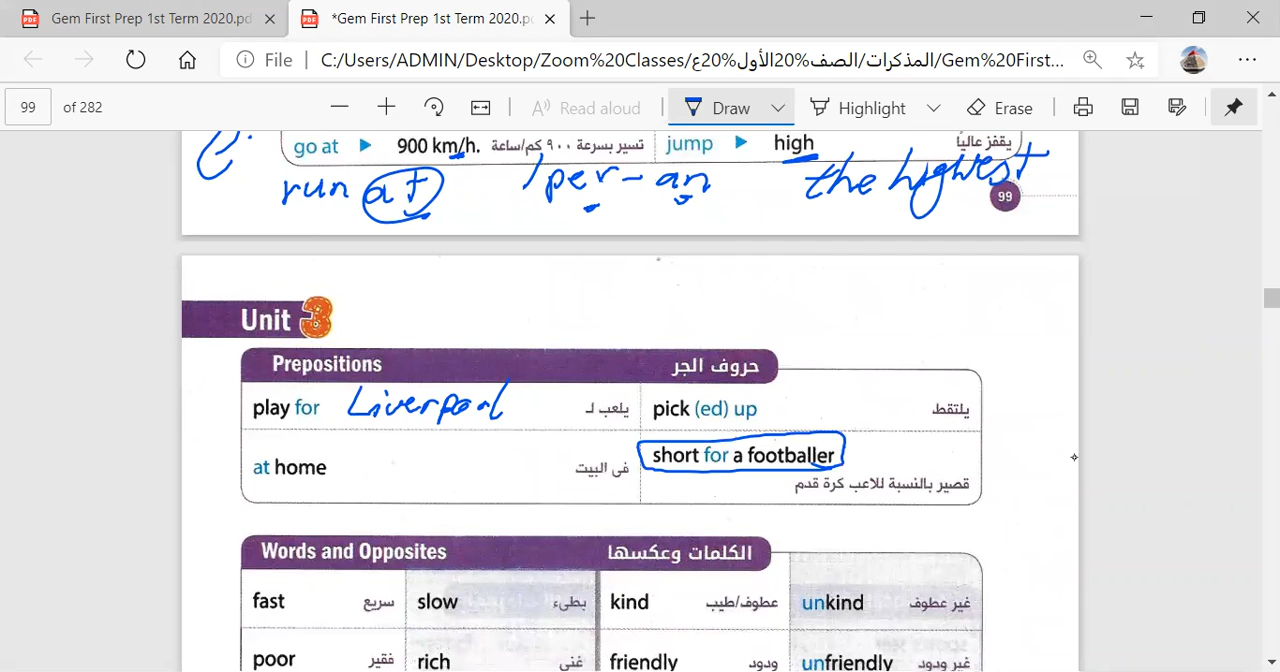 Gem First Prep 1st Term 2020.pd
*Gem First Prep 1st Term 2020.pd
File
C:/Users/ADMIN/Desktop/Zoom%20Classes/المذكرات/الصف%20الأول%20ع/Gem%20First...
99 of 282
Read aloud
Draw
Highlight
Erase
go at 900 km/h. تسير بسرعة ٩٠٠ كم/ساعة jump high يقفز عاليًا
run at /per - an the highest
99
Unit 3
Prepositions حروف الجر
play for Liverpool يلعب لـ pick (ed) up يلتقط
at home فى البيت short for a footballer قصير بالنسبة للاعب كرة قدم
Words and Opposites الكلمات وعكسها
fast سريع slow بطىء kind عطوف/طيب unkind غير عطوف
poor فقير rich غنى friendly ودود unfriendly غير ودود